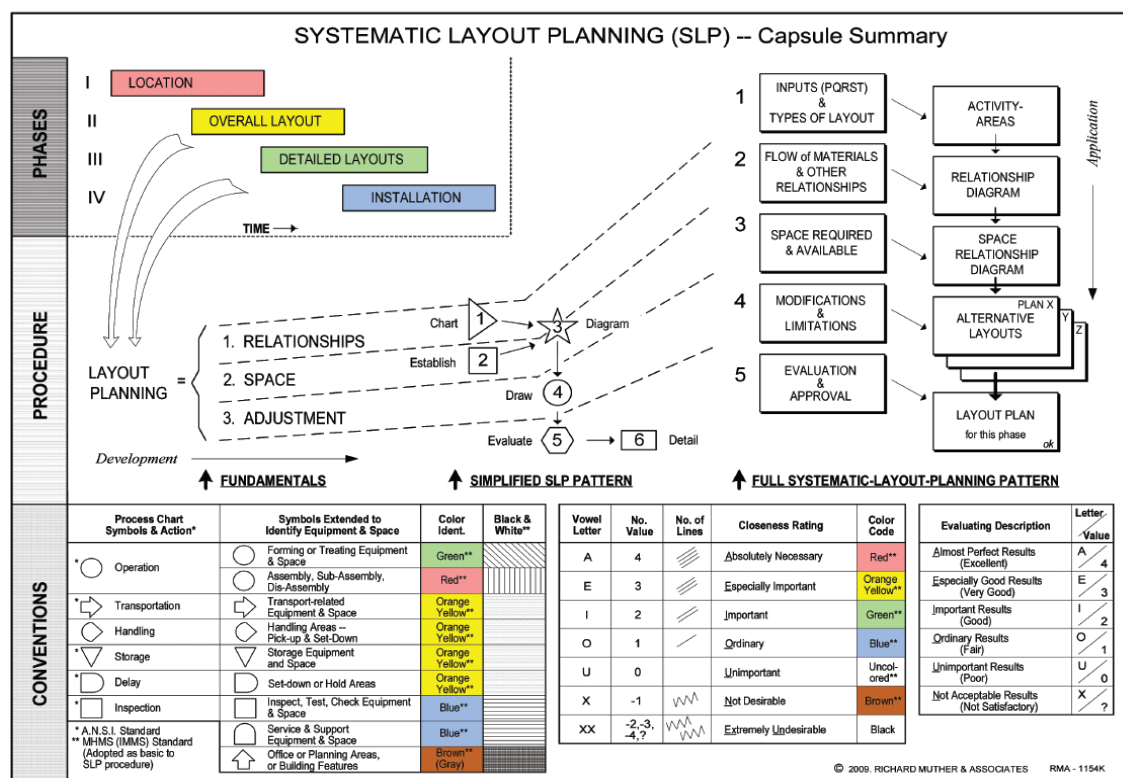 SYSTEMATIC LAYOUT PLANNING (SLP) -- Capsule Summary
PHASES
I
LOCATION
II
OVERALL LAYOUT
III
DETAILED LAYOUTS
IV
INSTALLATION
TIME
PROCEDURE
LAYOUT
PLANNING
=
1. RELATIONSHIPS
2. SPACE
3. ADJUSTMENT
Development
FUNDAMENTALS
Chart
1
Establish
2
3
Diagram
Draw
4
Evaluate
5
6
Detail
SIMPLIFIED SLP PATTERN
1
INPUTS (PQRST)
&
TYPES OF LAYOUT
2
FLOW of MATERIALS
& OTHER
RELATIONSHIPS
3
SPACE REQUIRED
& AVAILABLE
4
MODIFICATIONS
&
LIMITATIONS
5
EVALUATION
&
APPROVAL
ACTIVITY-
AREAS
RELATIONSHIP
DIAGRAM
SPACE
RELATIONSHIP
DIAGRAM
PLAN X
ALTERNATIVE
LAYOUTS
Y
Z
LAYOUT PLAN
for this phase
ok
Application
FULL SYSTEMATIC-LAYOUT-PLANNING PATTERN
CONVENTIONS
Process Chart
Symbols & Action*
Symbols Extended to
Identify Equipment & Space
Color
Ident.
Black &
White**
* Operation
Forming or Treating Equipment
& Space
Green**
Assembly, Sub-Assembly,
Dis-Assembly
Red**
* Transportation
Transport-related
Equipment & Space
Orange
Yellow**
Handling
Handling Areas --
Pick-up & Set-Down
Orange
Yellow**
* Storage
Storage Equipment
and Space
Orange
Yellow**
* Delay
Set-down or Hold Areas
Orange
Yellow**
* Inspection
Inspect, Test, Check Equipment
& Space
Blue**
* A.N.S.I. Standard
** MHMS (IMMS) Standard
(Adopted as basic to
SLP procedure)
Service & Support
Equipment & Space
Blue**
Office or Planning Areas,
or Building Features
Brown**
(Gray)
Vowel
Letter
No.
Value
No. of
Lines
Closeness Rating
Color
Code
A
4
Absolutely Necessary
Red**
E
3
Especially Important
Orange
Yellow**
I
2
Important
Green**
O
1
Ordinary
Blue**
U
0
Unimportant
Uncol-
ored**
X
-1
Not Desirable
Brown**
XX
-2,-3,
-4,?
Extremely Undesirable
Black
Evaluating Description
Letter
Value
Almost Perfect Results
(Excellent)
A
4
Especially Good Results
(Very Good)
E
3
Important Results
(Good)
I
2
Ordinary Results
(Fair)
O
1
Unimportant Results
(Poor)
U
0
Not Acceptable Results
(Not Satisfactory)
X
?
© 2009. RICHARD MUTHER & ASSOCIATES RMA - 1154K